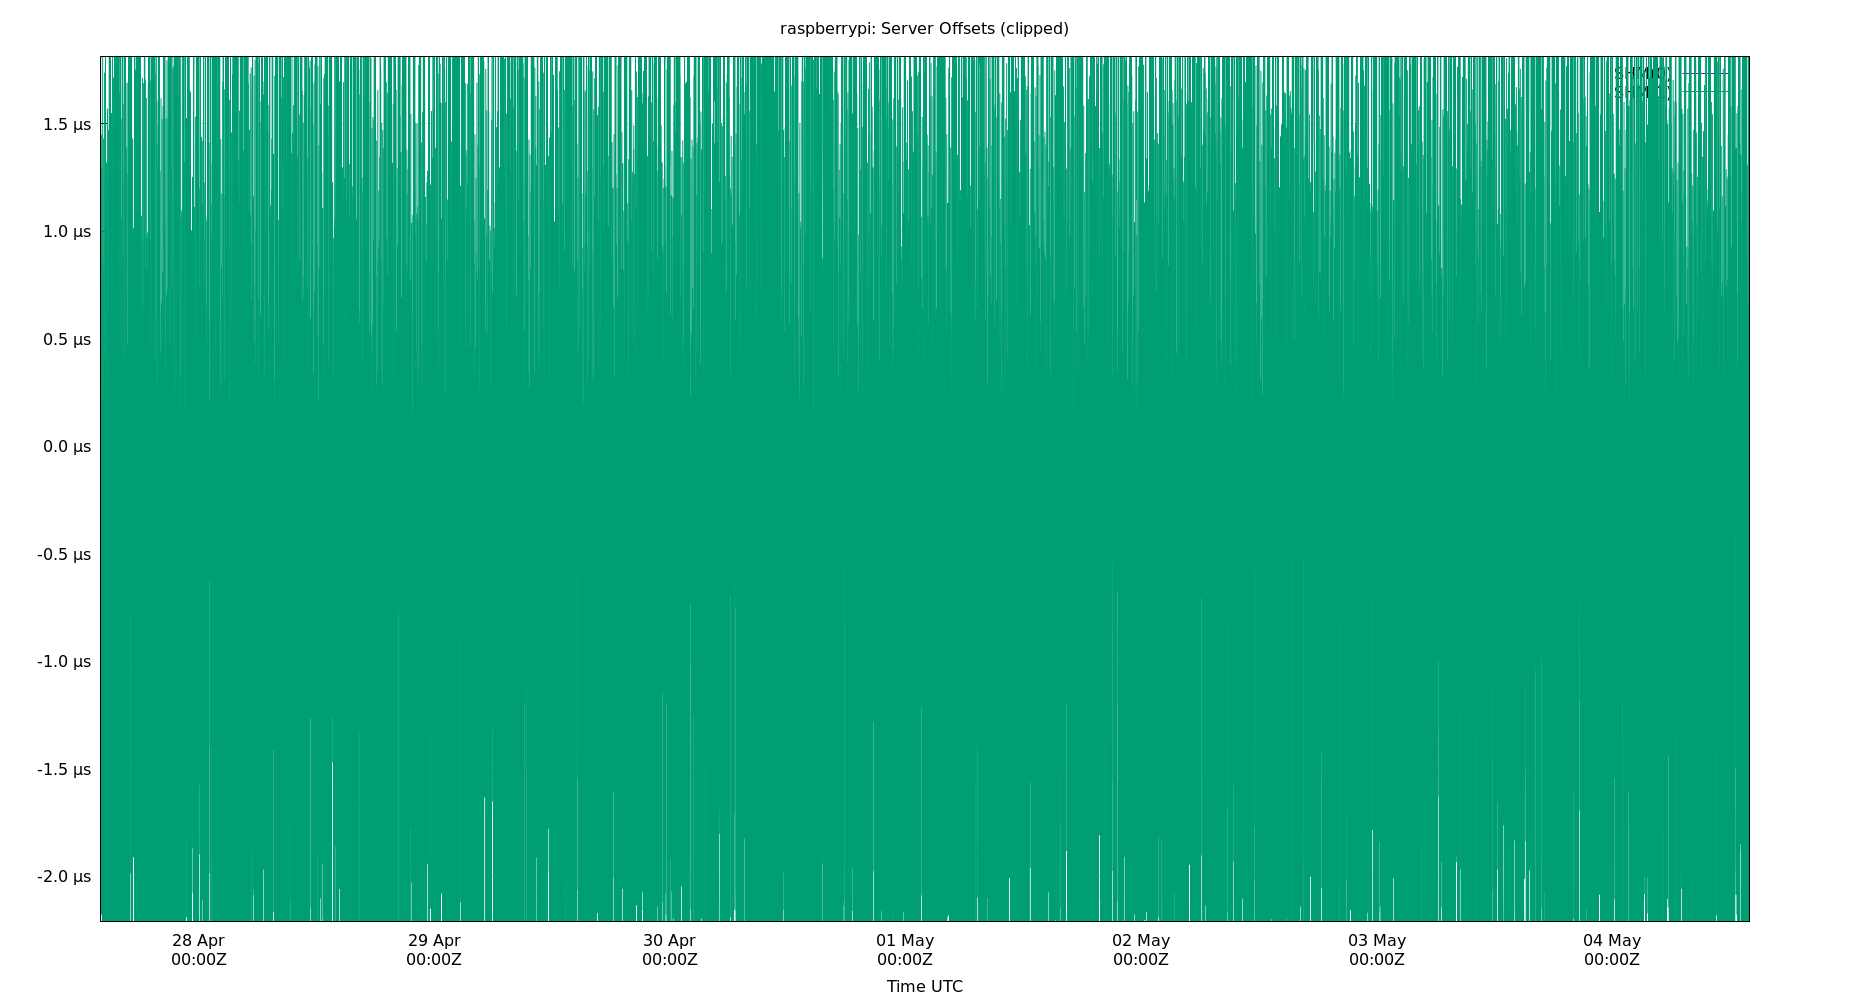 raspberrypi: Server Offsets (clipped)
1.5 µs
1.0 µs
0.5 µs
0.0 µs
-0.5 µs
-1.0 µs
-1.5 µs
-2.0 µs
28 Apr
00:00Z
29 Apr
00:00Z
30 Apr
00:00Z
01 May
00:00Z
02 May
00:00Z
03 May
00:00Z
04 May
00:00Z
Time UTC